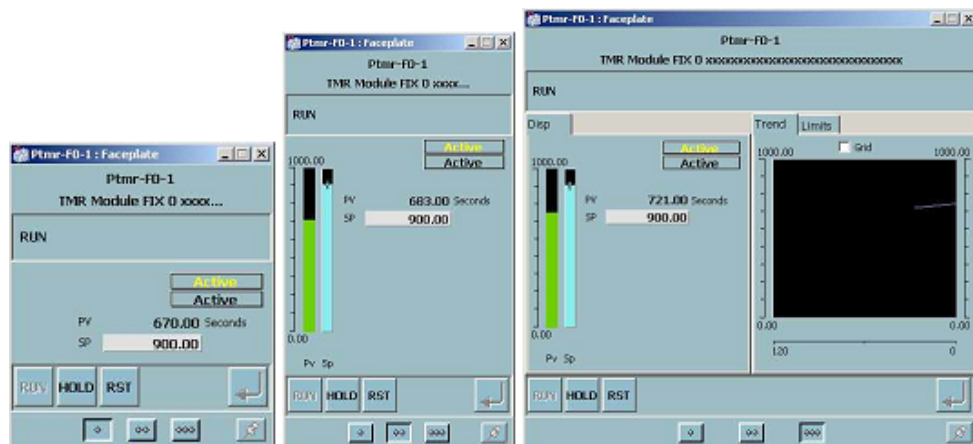 Ptmr-F0-1 : Faceplate
Ptmr-F0-1
TMR Module FIX 0 xxxx...
RUN
Active
Active
PV 670.00 Seconds
SP 900.00
RUN HOLD RST
Ptmr-F0-1 : Faceplate
Ptmr-F0-1
TMR Module FIX 0 xxxx...
RUN
Active
1000.00 Active
PV 683.00 Seconds
SP 900.00
0.00
Pv Sp
RUN HOLD RST
Ptmr-F0-1 : Faceplate
Ptmr-F0-1
TMR Module FIX 0 xxxxxxxxxxxxxxxxxxxxxxxxxxxxxxxx
RUN
Disp Trend Limits
Active
1000.00 Active
PV 721.00 Seconds
SP 900.00
0.00
Pv Sp
1000.00 Grid 1000.00
0.00 0.00
120 0
RUN HOLD RST